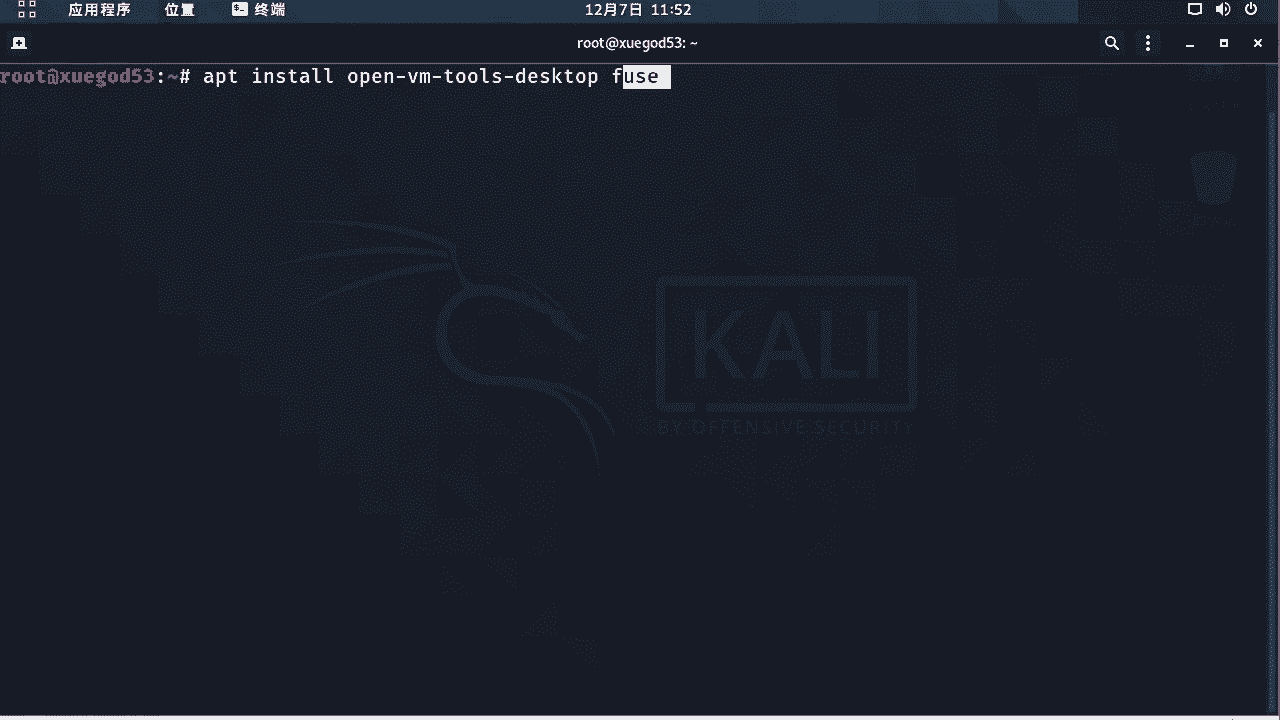 应用程序 位置 终端 12月7日 11:52
root@xuegod53: ~
root@xuegod53:~# apt install open-vm-tools-desktop fuse
KALI
BY OFFENSIVE SECURITY